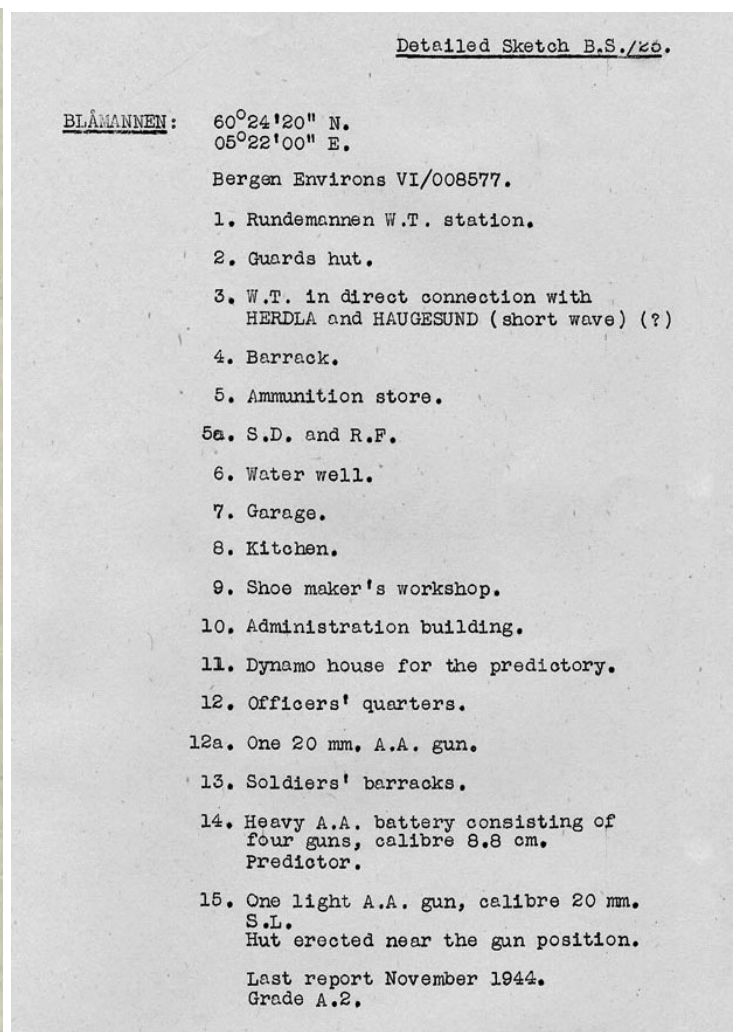 Detailed Sketch B.S./26.
BLÅMANNEN: 60°24'20" N.
05°22'00" E.
Bergen Environs VI/008577.
1. Rundemannen W.T. station.
2. Guards hut.
3. W.T. in direct connection with
HERDLA and HAUGESUND (short wave) (?)
4. Barrack.
5. Ammunition store.
5a. S.D. and R.F.
6. Water well.
7. Garage.
8. Kitchen.
9. Shoe maker's workshop.
10. Administration building.
11. Dynamo house for the predictory.
12. Officers' quarters.
12a. One 20 mm. A.A. gun.
13. Soldiers' barracks.
14. Heavy A.A. battery consisting of
four guns, calibre 8.8 cm.
Predictor.
15. One light A.A. gun, calibre 20 mm.
S.L.
Hut erected near the gun position.
Last report November 1944.
Grade A.2.